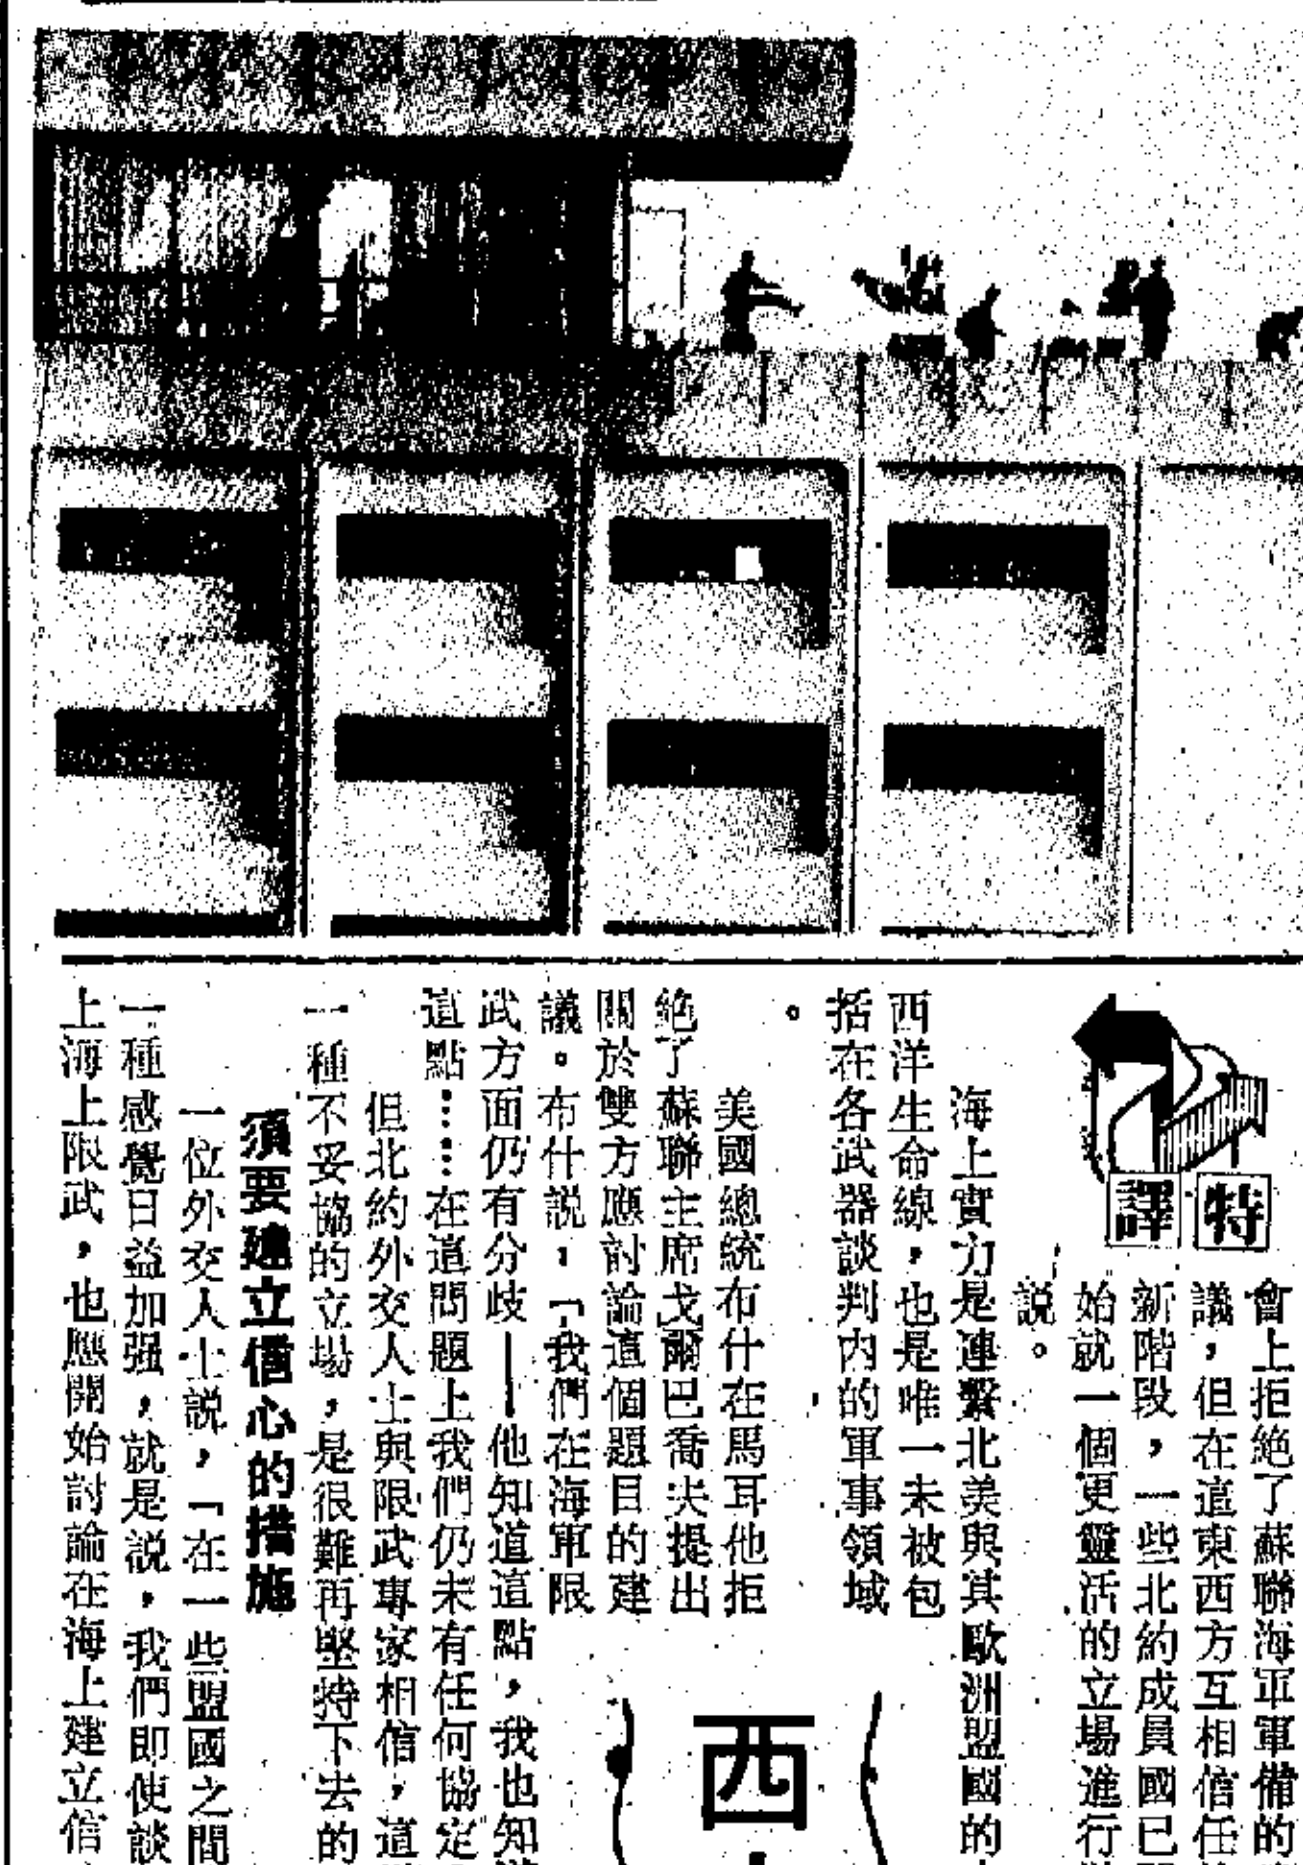 特譯
會上拒絕了蘇聯海軍軍備的
議，但在這東西方互相信任
新階段，一些北約成員國已
始就一個更靈活的立場進行
説。
海上實力是連繫北美與其歐洲盟國的
西洋生命線，也是唯一未被包
括在各武器談判内的軍事領域
。
美國總統布什在馬耳他拒
絶了蘇聯主席戈爾巴喬夫提出
關於雙方應討論這個題目的建
議。布什説，「我們在海軍限
武方面仍有分歧——他知道這點，我也知
這點……在這問題上我們仍未有任何協定
但北約外交人士與限武專家相信，這
一種不妥協的立場，是很難再堅持下去的
須要建立信心的措施
一位外交人士説，「在一些盟國之間
一種感覺日益加强，就是説，我們即使談
上海上限武，也應開始討論在海上建立信
西